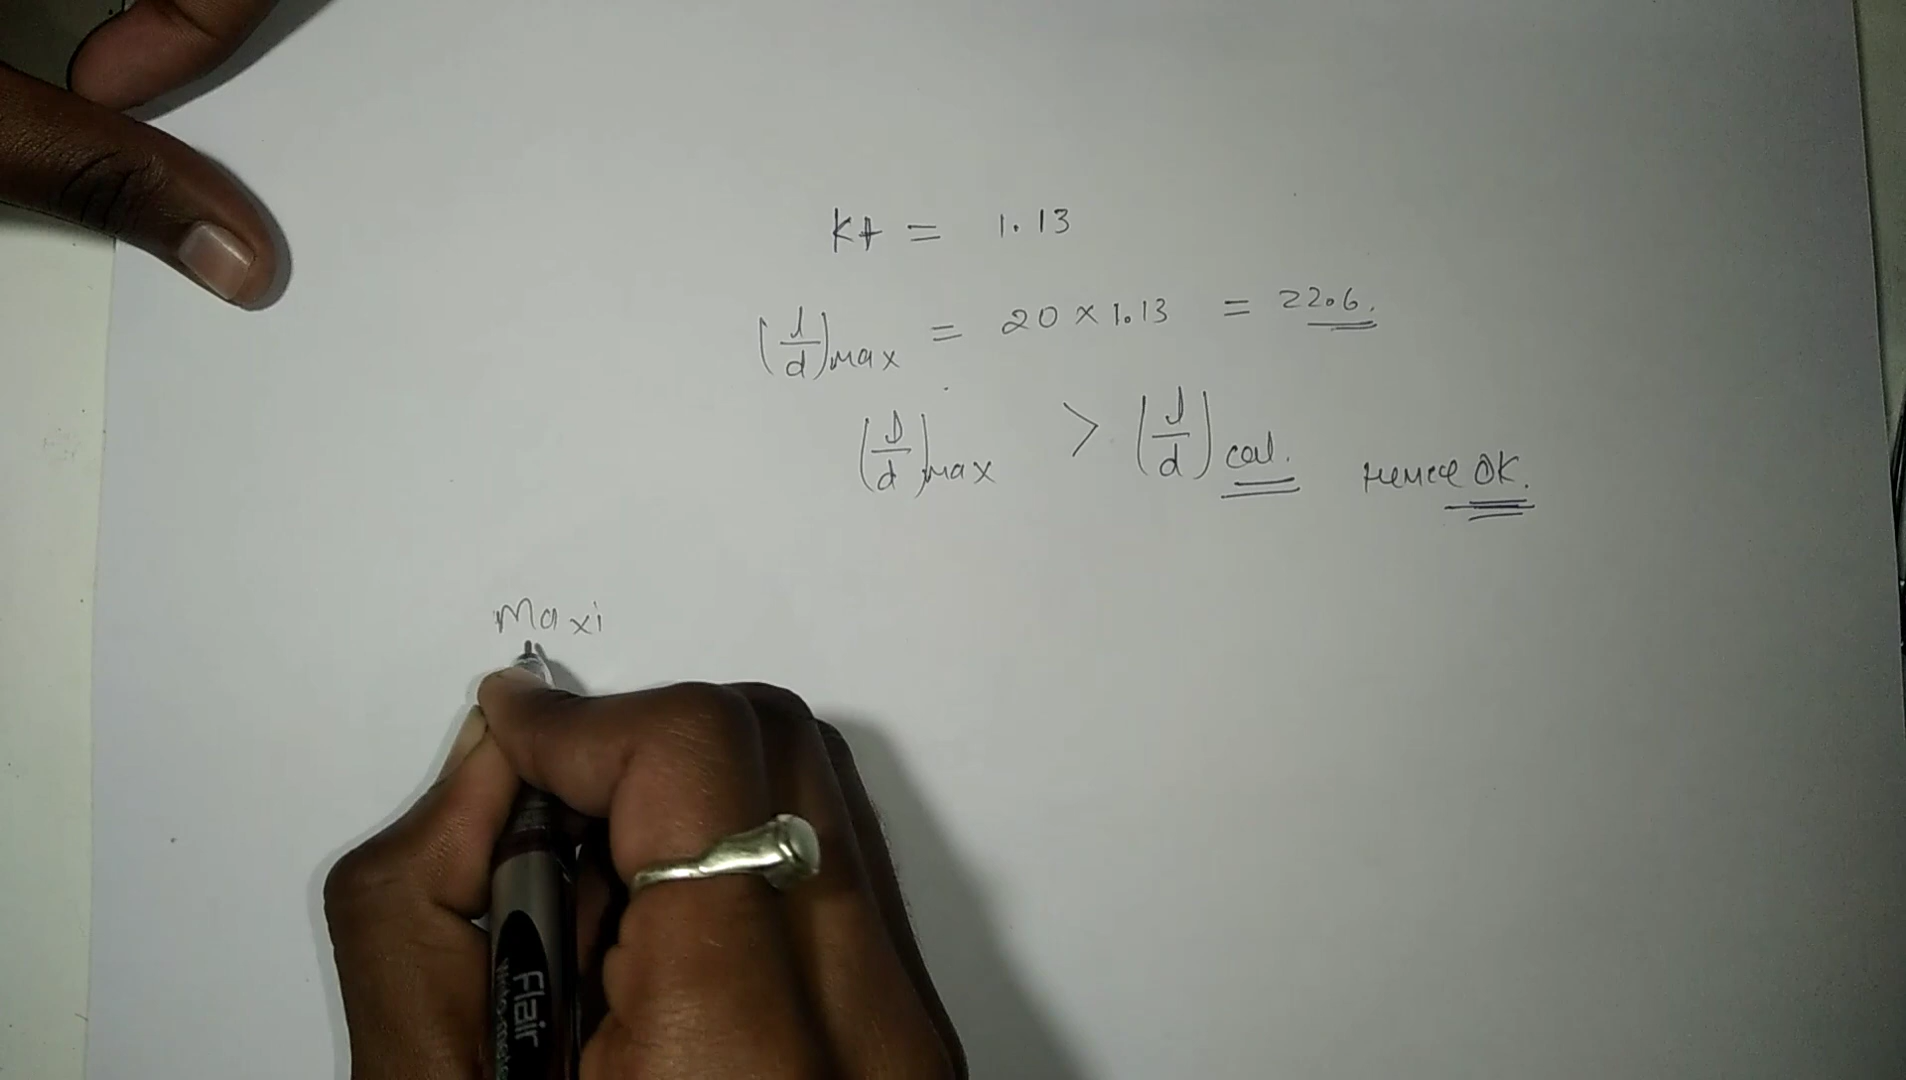 Kt = 1.13
(l/d)max = 20 × 1.13 = 22.6.
(l/d)max > (l/d) cal. Hence OK.
Maxi
Flair